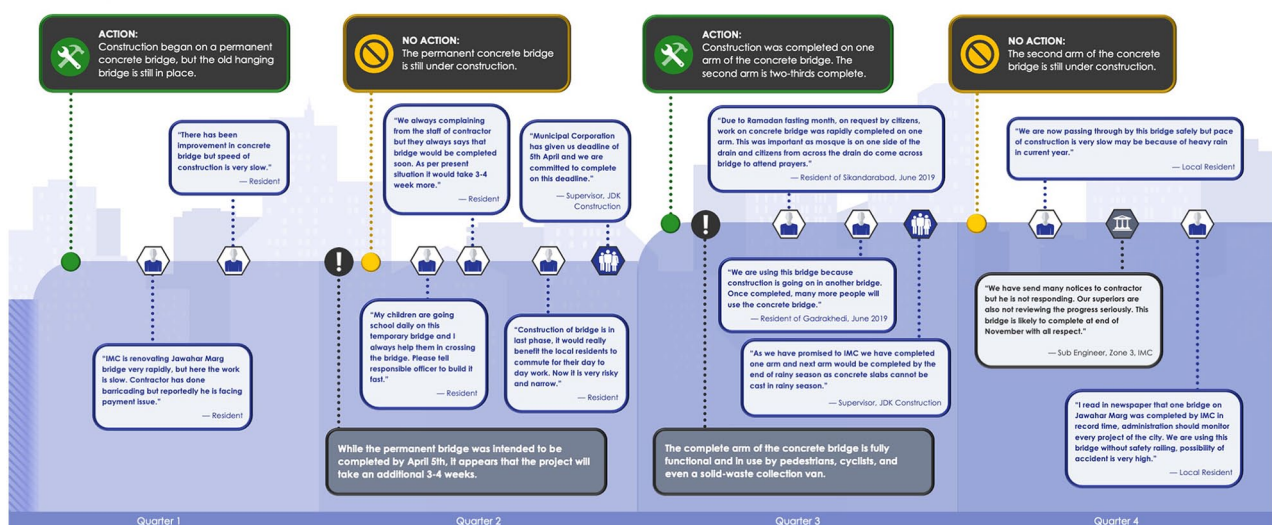 ACTION:
Construction began on a permanent
concrete bridge, but the old hanging
bridge is still in place.
"There has been
improvement in concrete
bridge but speed of
construction is very slow."
— Resident
"IMC is renovating Jawahar Marg
bridge very rapidly, but here the work
is slow. Contractor has done
barricading but reportedly he is facing
payment issue."
— Resident
Quarter 1
NO ACTION:
The permanent concrete bridge
is still under construction.
"We always complaining
from the staff of contractor
but they always says that
bridge would be completed
soon. As per present
situation it would take 3-4
week more."
— Resident
"Municipal Corporation
has given us deadline of
5th April and we are
committed to complete
on this deadline."
— Supervisor, JDK
Construction
"My children are going
school daily on this
temporary bridge and I
always help them in crossing
the bridge. Please tell
responsible officer to build it
fast."
— Resident
"Construction of bridge is in
last phase, it would really
benefit the local residents to
commute for their day to
day work. Now it is very risky
and narrow."
— Resident
While the permanent bridge was intended to be
completed by April 5th, it appears that the project will
take an additional 3-4 weeks.
Quarter 2
ACTION:
Construction was completed on one
arm of the concrete bridge. The
second arm is two-thirds complete.
"Due to Ramadan fasting month, on request by citizens,
work on concrete bridge was rapidly completed on one
arm. This was important as mosque is on one side of the
drain and citizens from across the drain do come across
bridge to attend prayers."
— Resident of Sikandarabad, June 2019
"We are using this bridge because
construction is going on in another bridge.
Once completed, many more people will
use the concrete bridge."
— Resident of Gadrakhedi, June 2019
"As we have promised to IMC we have completed
one arm and next arm would be completed by the
end of rainy season as concrete slabs cannot be
cast in rainy season."
— Supervisor, JDK Construction
The complete arm of the concrete bridge is fully
functional and in use by pedestrians, cyclists, and
even a solid-waste collection van.
Quarter 3
NO ACTION:
The second arm of the concrete
bridge is still under construction.
"We are now passing through by this bridge safely but pace
of construction is very slow may be because of heavy rain
in current year."
— Local Resident
"We have send many notices to contractor
but he is not responding. Our superiors are
also not reviewing the progress seriously. This
bridge is likely to complete at end of
November with all respect."
— Sub Engineer, Zone 3, IMC
"I read in newspaper that one bridge on
Jawahar Marg was completed by IMC in
record time, administration should monitor
every project of the city. We are using this
bridge without safety railing, possibility of
accident is very high."
— Local Resident
Quarter 4